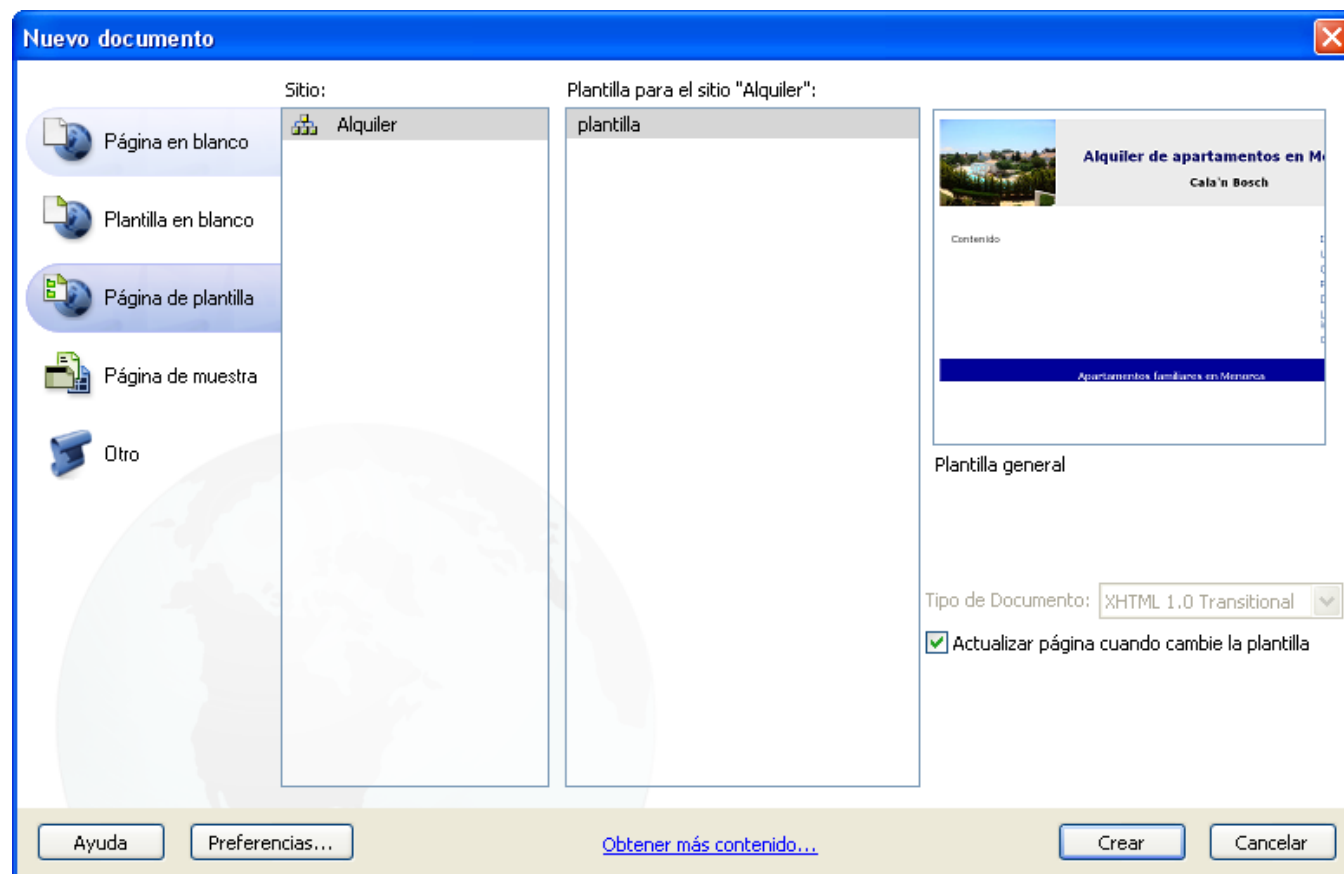 Nuevo documento
Sitio:
Plantilla para el sitio "Alquiler":
Página en blanco
Plantilla en blanco
Página de plantilla
Página de muestra
Otro
Alquiler
plantilla
Alquiler de apartamentos en M
Cala'n Bosch
Contenido
Apartamentos familiares en Menorca
Plantilla general
Tipo de Documento: XHTML 1.0 Transitional
Actualizar página cuando cambie la plantilla
Ayuda
Preferencias...
Obtener más contenido...
Crear
Cancelar